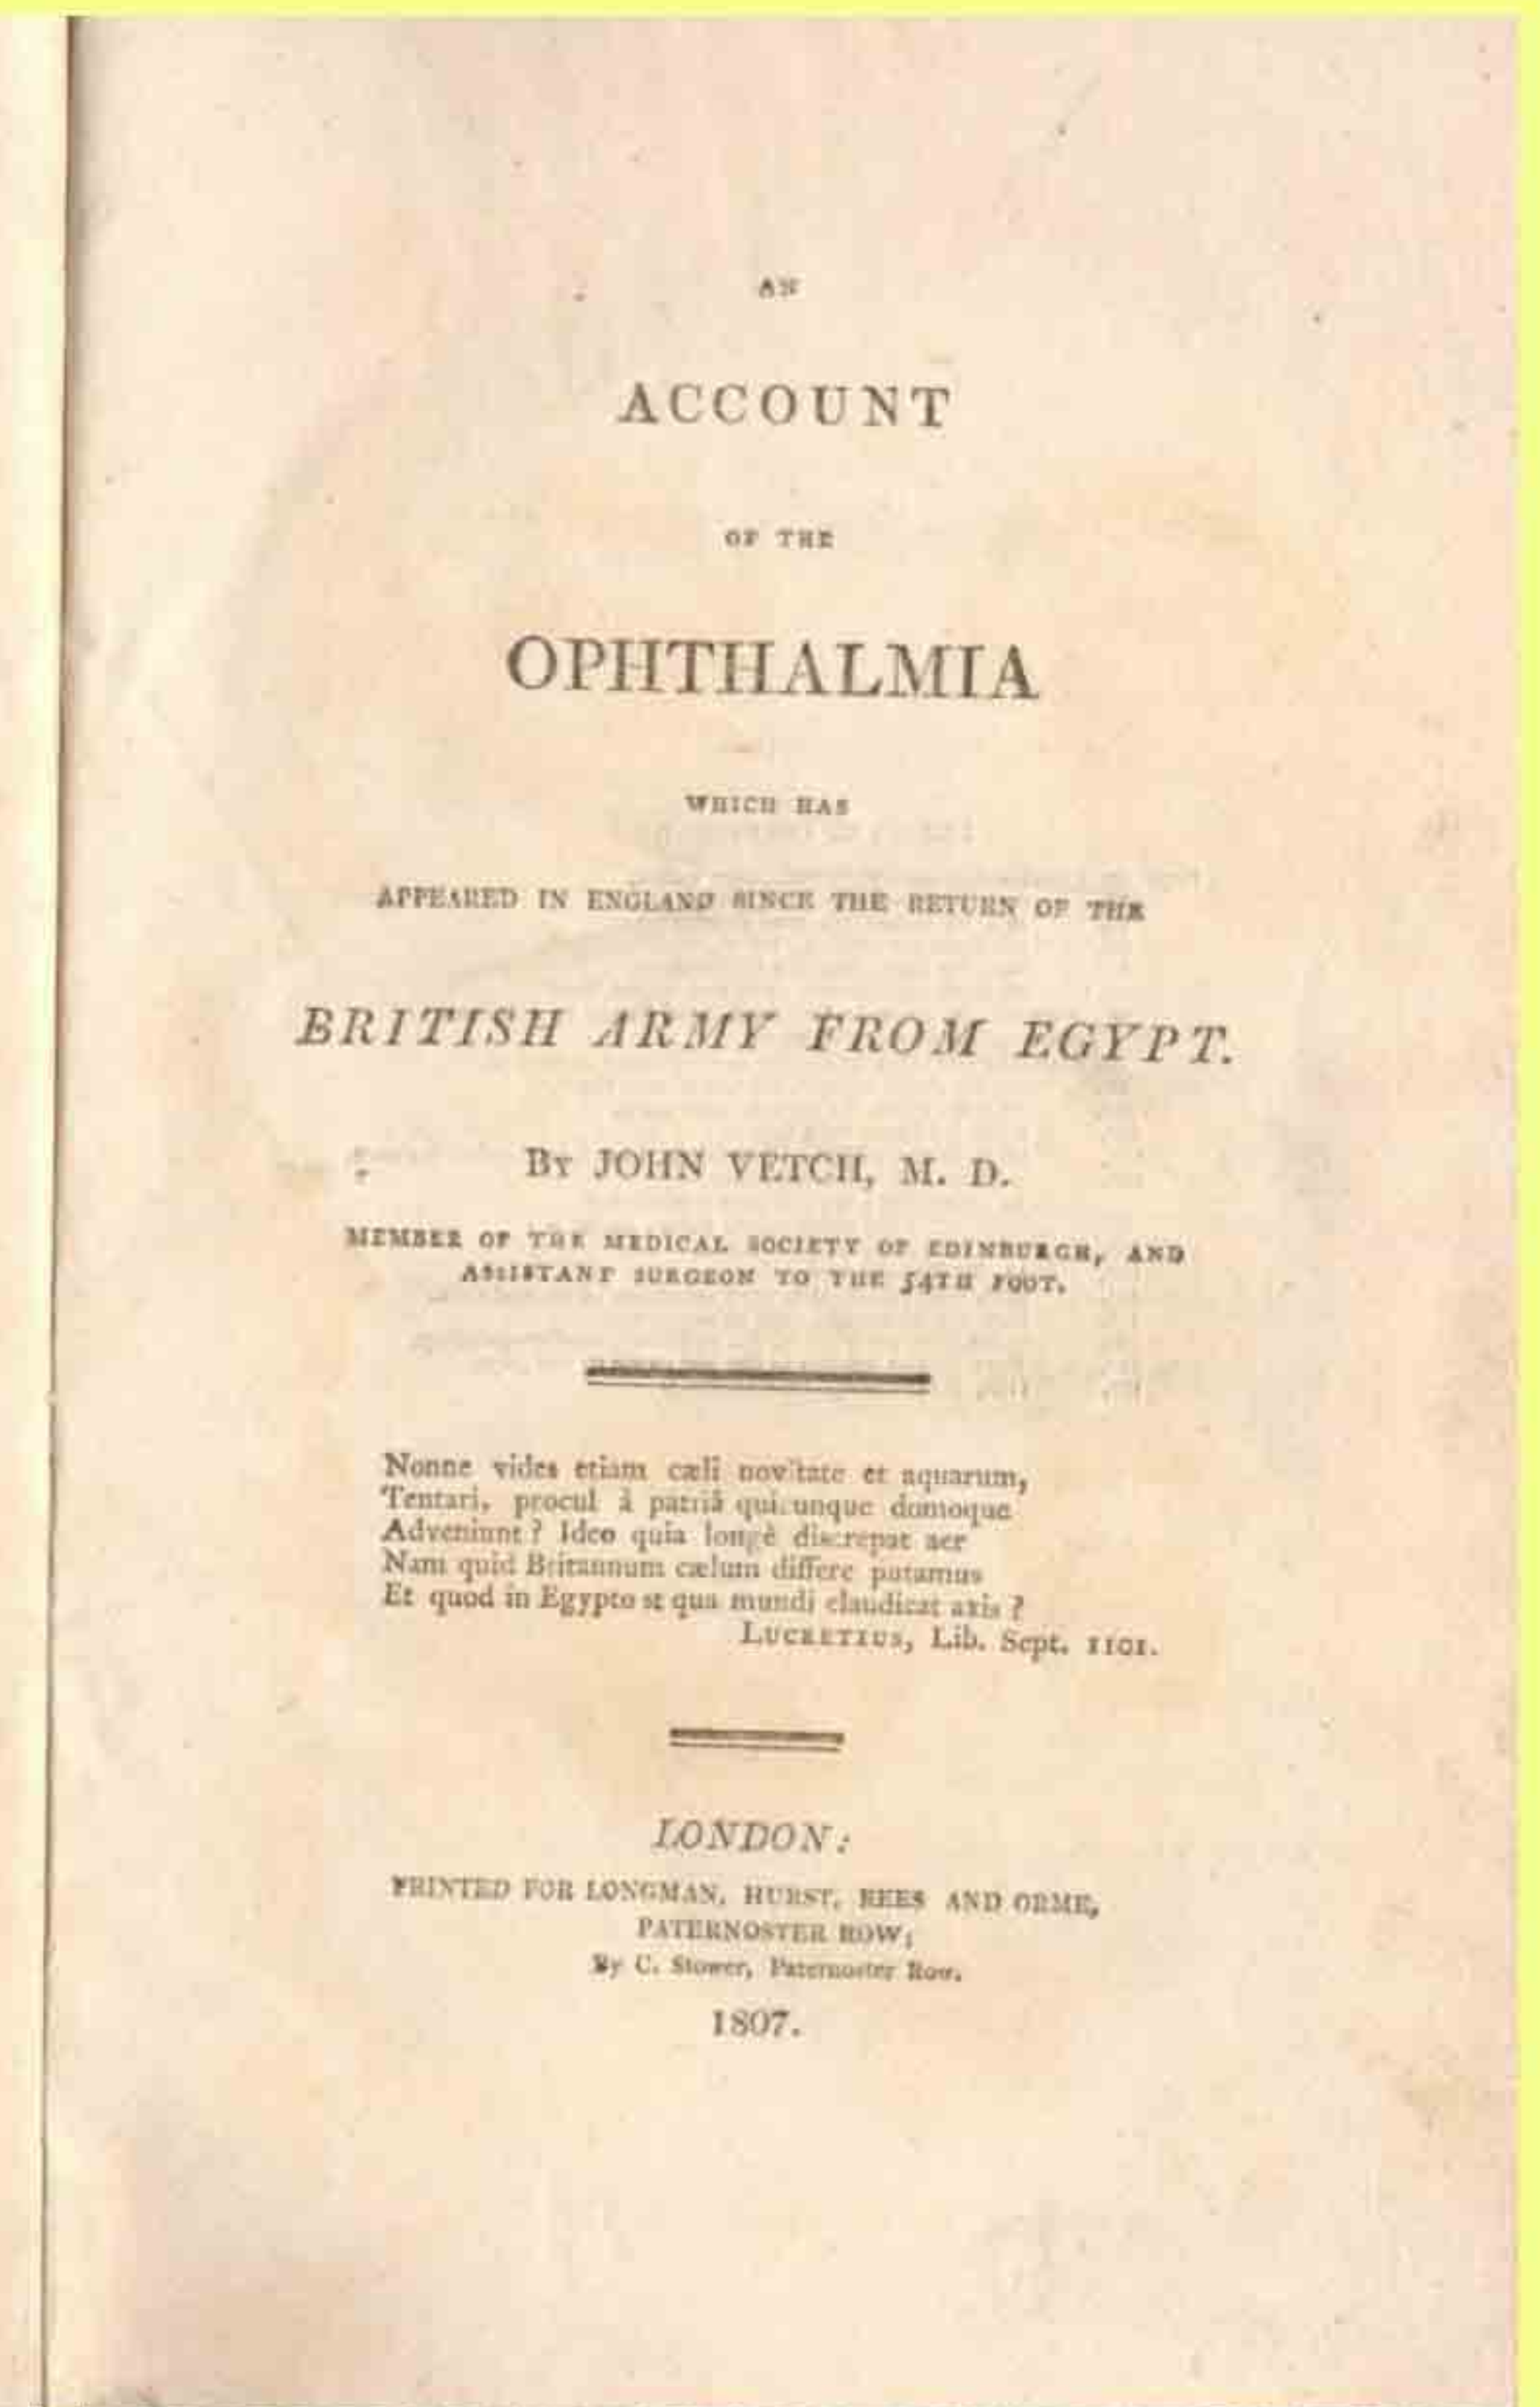 AN
ACCOUNT
OF THE
OPHTHALMIA
WHICH HAS
APPEARED IN ENGLAND SINCE THE RETURN OF THE
BRITISH ARMY FROM EGYPT.
BY JOHN VETCH, M. D.
MEMBER OF THE MEDICAL SOCIETY OF EDINBURGH, AND
ASSISTANT SURGEON TO THE 54TH FOOT.
Nonne vides etiam cæli novitate et aquarum,
Tentari, procul à patriâ quicunque domoque
Adveniunt? Ideo quia longè discrepat aer
Nam quid Britannum cælum differe putamus
Et quod in Egypto st qua mundi claudicat axis?
LUCRETIUS, Lib. Sept. 1101.
LONDON:
PRINTED FOR LONGMAN, HURST, REES AND ORME,
PATERNOSTER ROW;
By C. Stower, Paternoster Row.
1807.